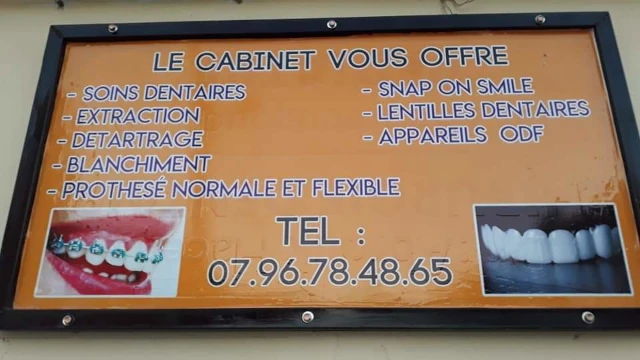 LE CABINET VOUS OFFRE
- SOINS DENTAIRES
- EXTRACTION
- DETARTRAGE
- BLANCHIMENT
- PROTHESÉ NORMALE ET FLEXIBLE
- SNAP ON SMILE
- LENTILLES DENTAIRES
- APPAREILS ODF
TEL :
07.96.78.48.65